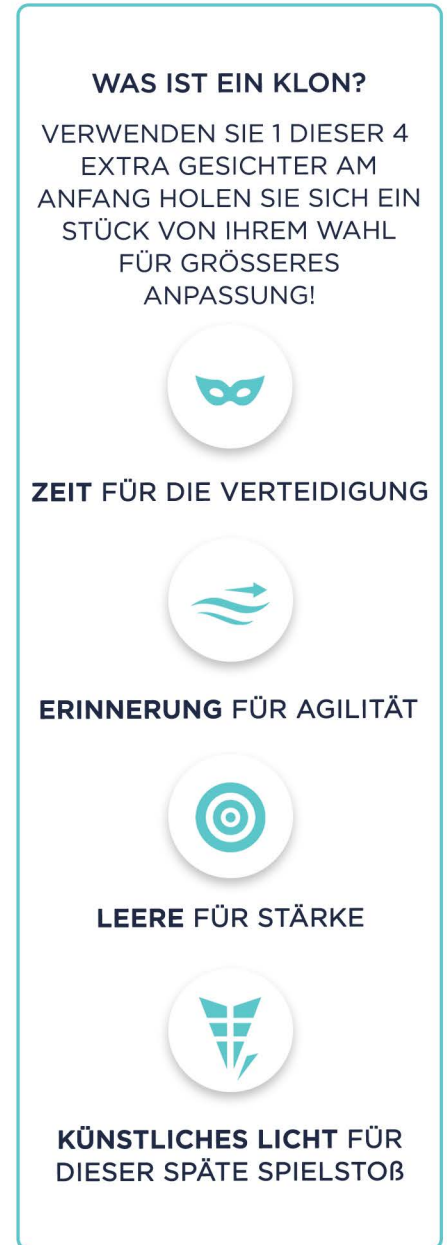 WAS IST EIN KLON?
VERWENDEN SIE 1 DIESER 4
EXTRA GESICHTER AM
ANFANG HOLEN SIE SICH EIN
STÜCK VON IHREM WAHL
FÜR GRÖSSERES
ANPASSUNG!
ZEIT FÜR DIE VERTEIDIGUNG
ERINNERUNG FÜR AGILITÄT
LEERE FÜR STÄRKE
KÜNSTLICHES LICHT FÜR
DIESER SPÄTE SPIELSTOß